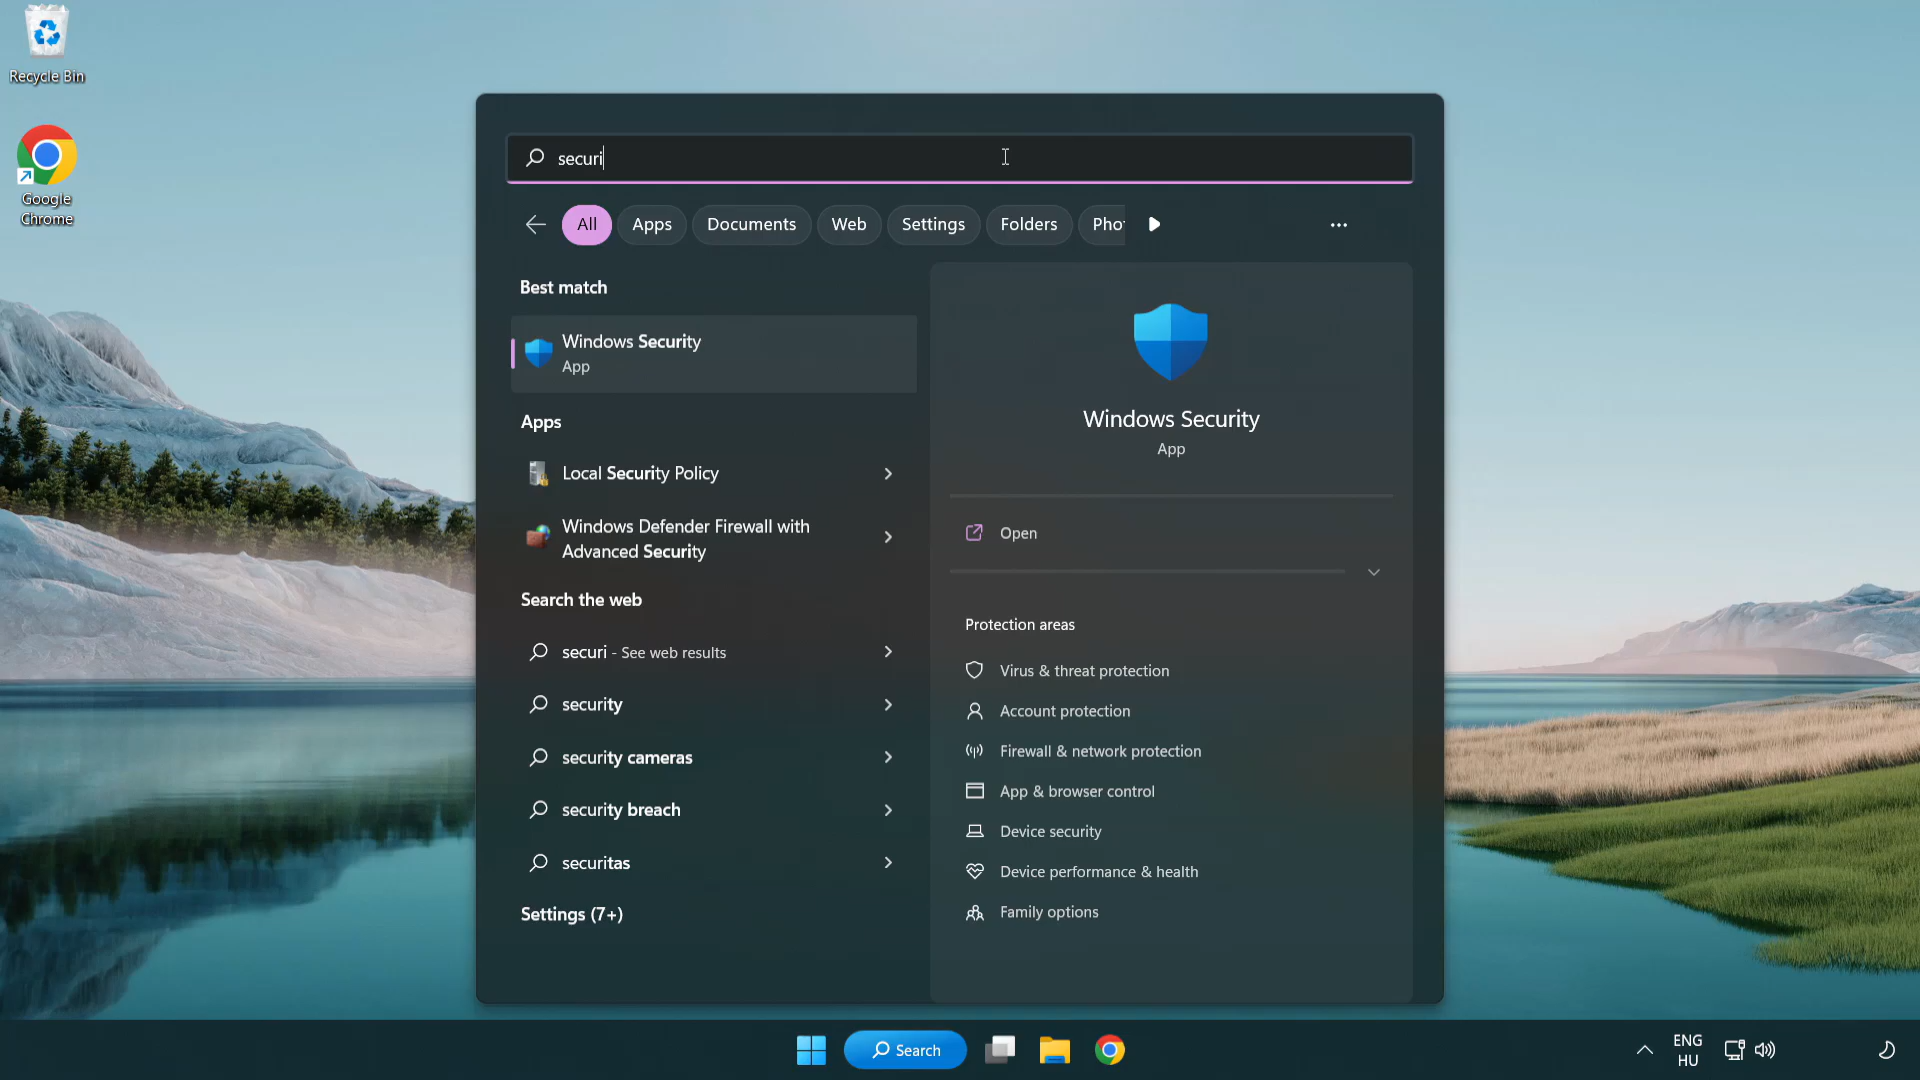 Recycle Bin
Google
Chrome
securi
All
Apps
Documents
Web
Settings
Folders
Best match
Windows Security
App
Apps
Local Security Policy
Windows Defender Firewall with
Advanced Security
Search the web
securi - See web results
security
security cameras
security breach
securitas
Settings (7+)
Windows Security
App
Open
Protection areas
Virus & threat protection
Account protection
Firewall & network protection
App & browser control
Device security
Device performance & health
Family options
Search
ENG
HU